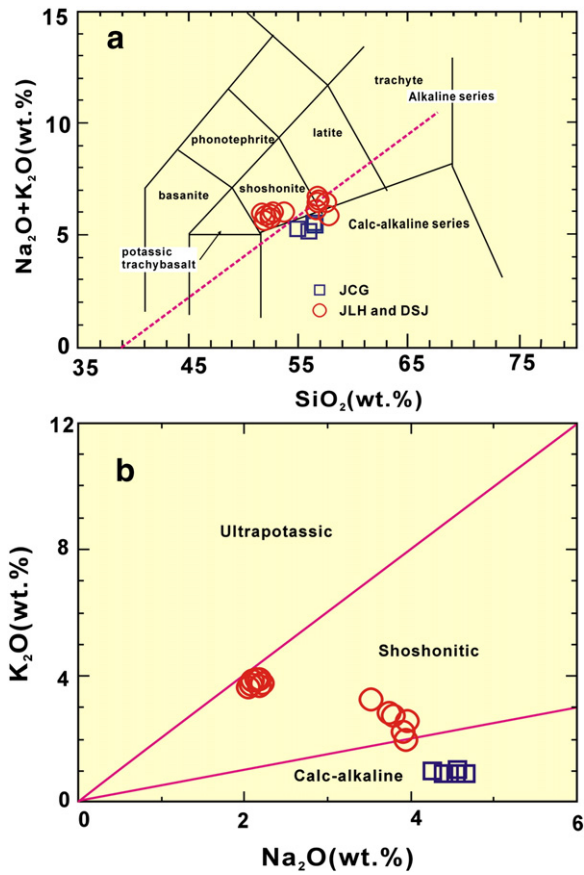 a
15
10
5
0
Na₂O+K₂O(wt.%)
trachyte
Alkaline series
phonotephrite
latite
basanite
shoshonite
Calc-alkaline series
potassic
trachybasalt
JCG
JLH and DSJ
35 45 55 65 75
SiO₂(wt.%)
b
12
8
4
0
K₂O(wt.%)
Ultrapotassic
Shoshonitic
Calc-alkaline
0 2 4 6
Na₂O(wt.%)